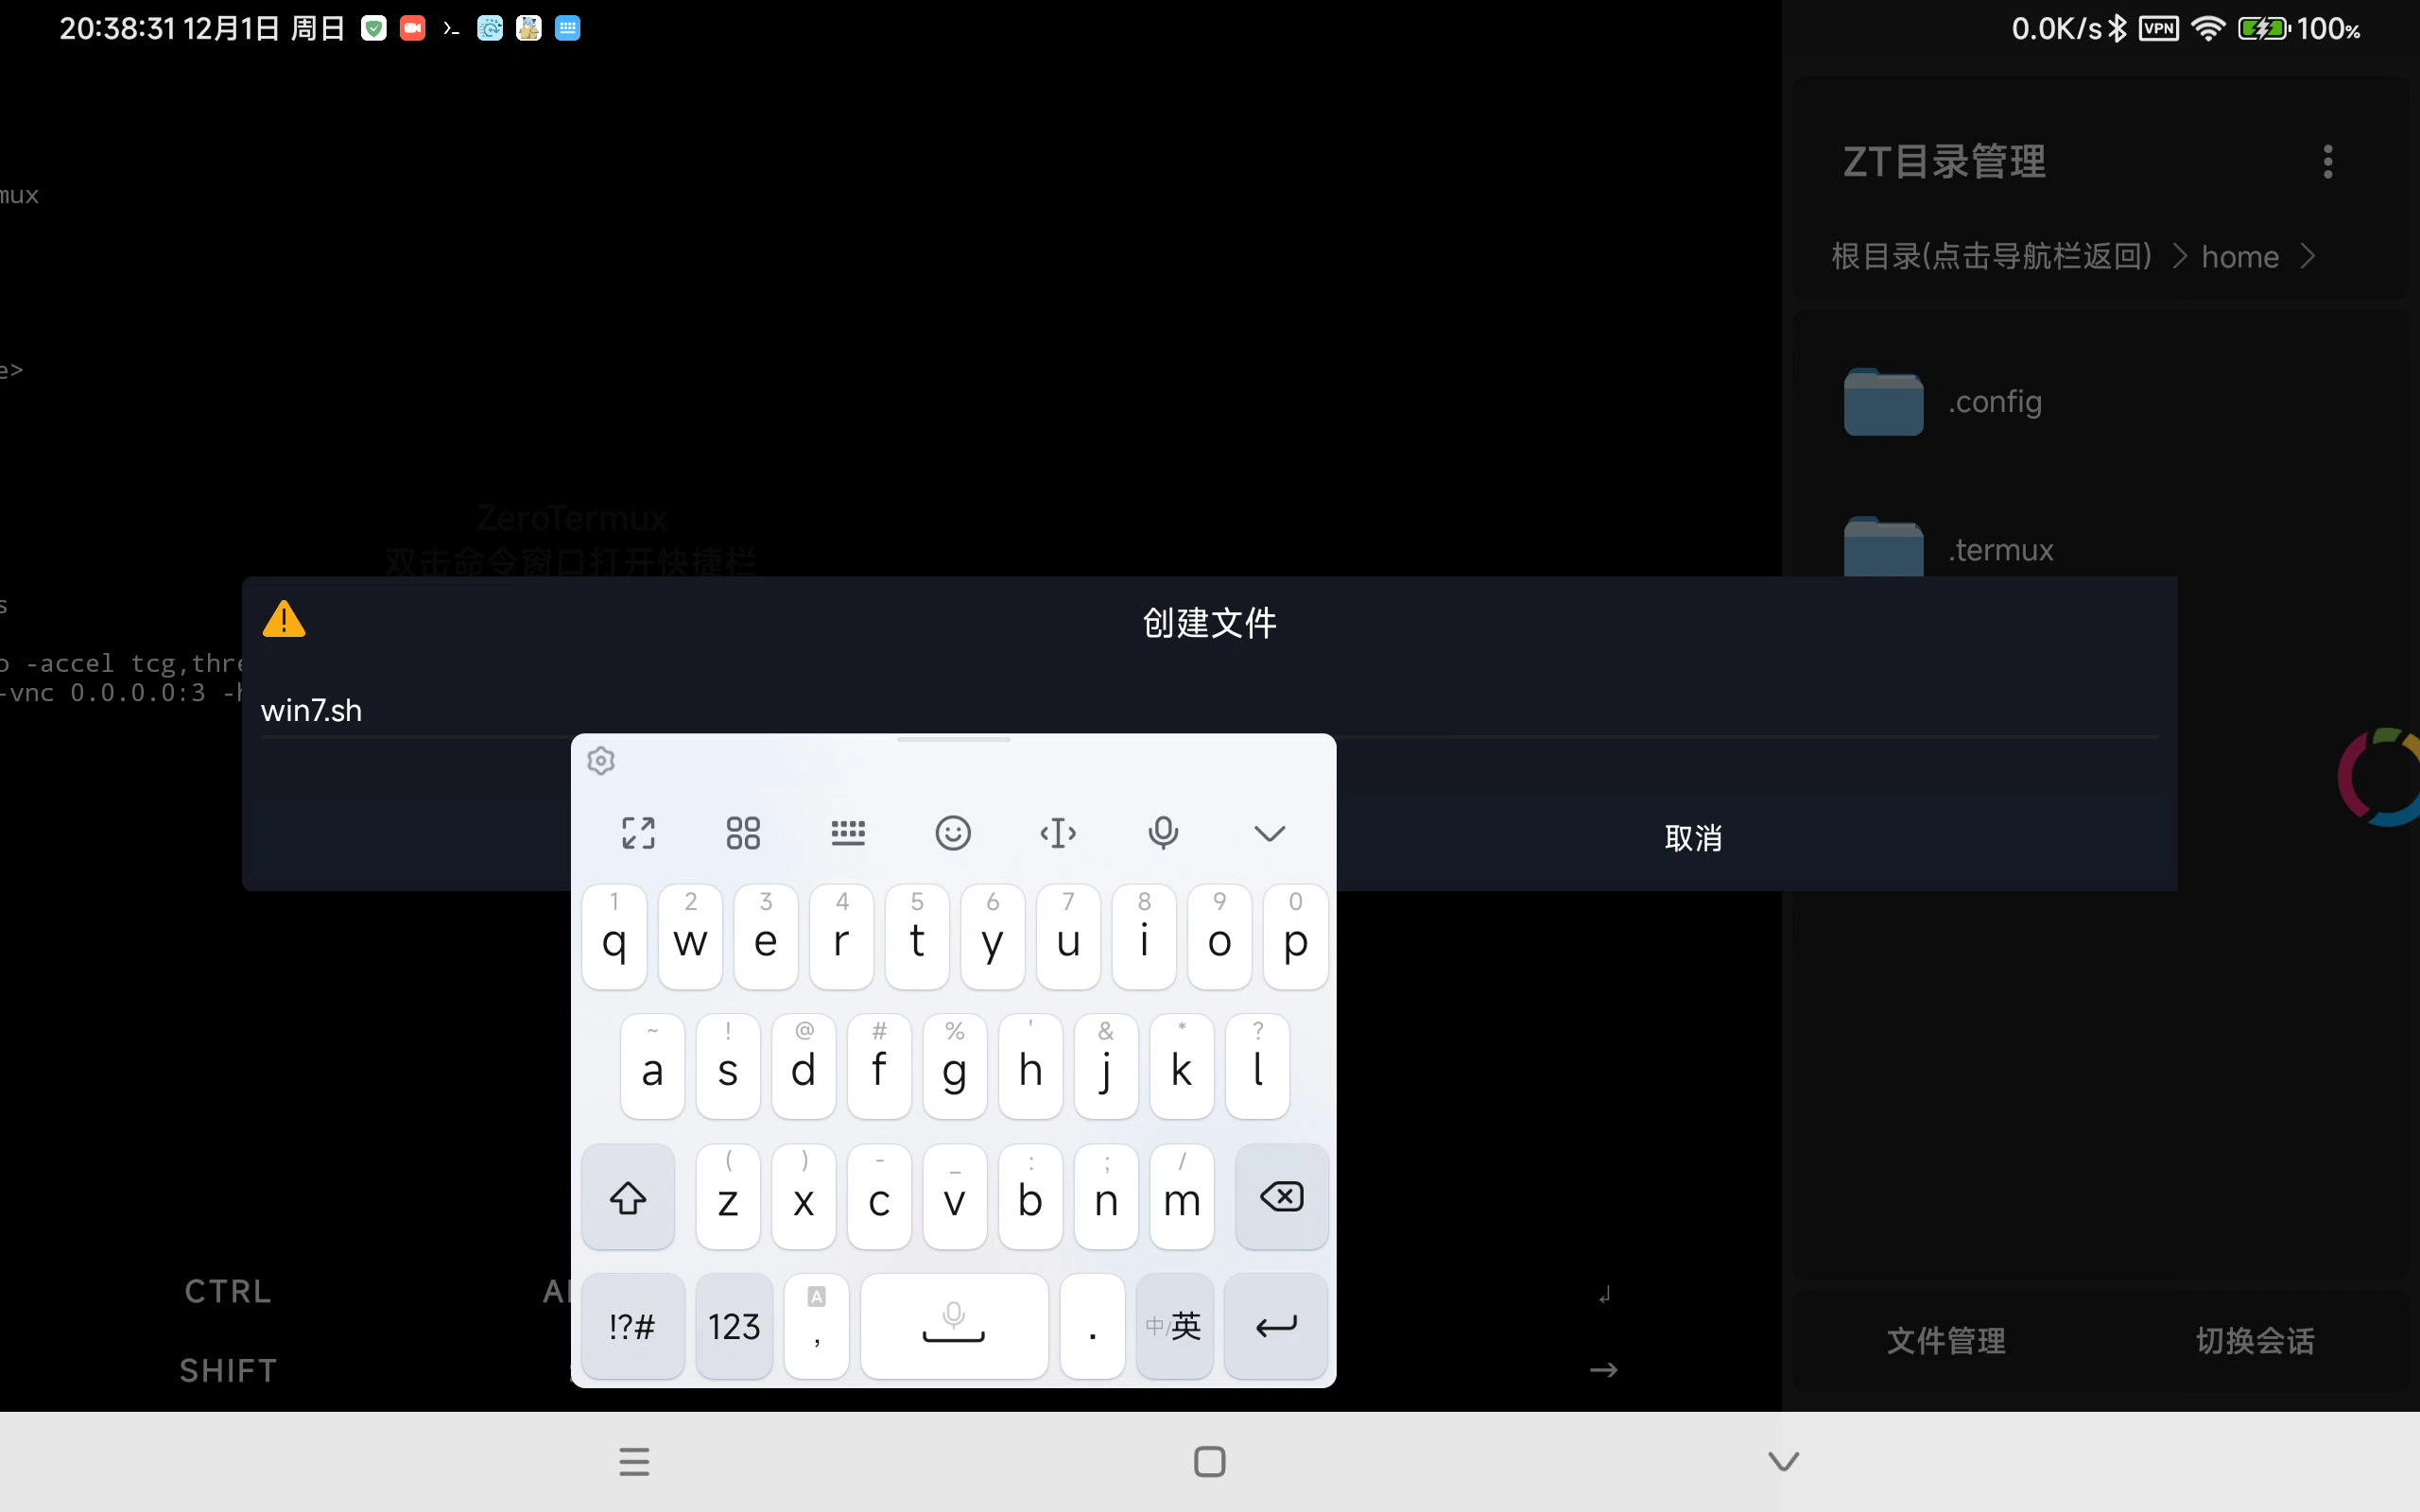 20:38:31 12月1日 周日
0.0K/s VPN 100%
ZT目录管理
mux
根目录(点击导航栏返回) > home >
e>
.config
ZeroTermux
双击命令窗口打开快捷栏
.termux
s
创建文件
o -accel tcg,thre
-vnc 0.0.0.0:3 -h
win7.sh
取消
1 2 3 4 5 6 7 8 9 0
q w e r t y u i o p
~ ! @ # % ' & * ?
a s d f g h j k l
( ) - _ : ; /
z x c v b n m
CTRL
!?# 123 A , . 中/英
文件管理 切换会话
SHIFT